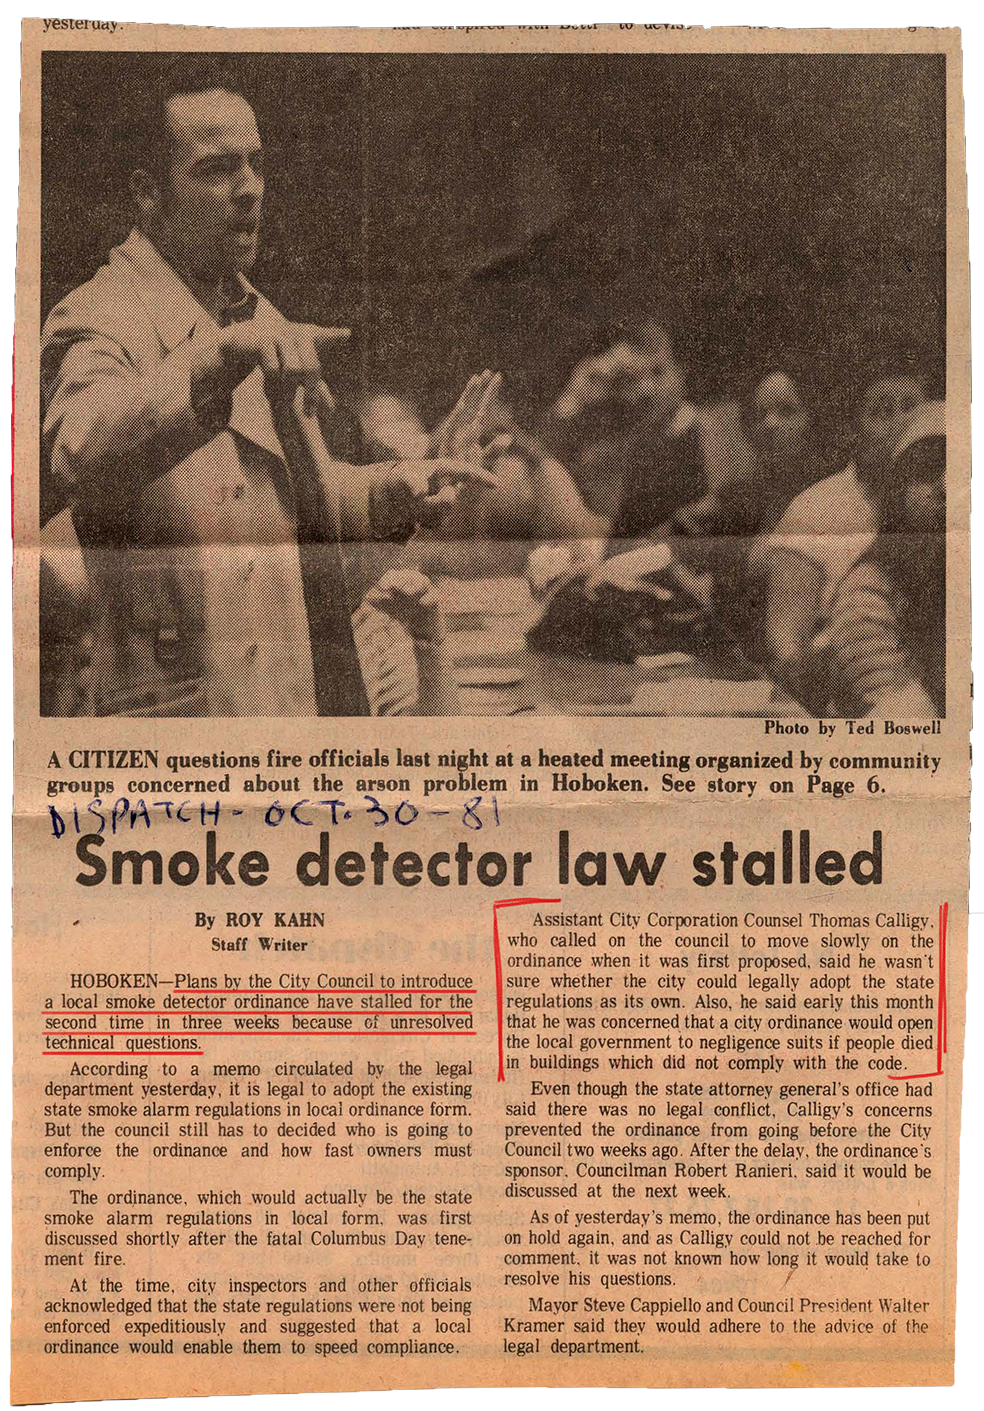 yesterday.
Photo by Ted Boswell
A CITIZEN questions fire officials last night at a heated meeting organized by community
groups concerned about the arson problem in Hoboken. See story on Page 6.
DISPATCH - OCT. 30 - 81
Smoke detector law stalled
By ROY KAHN
Staff Writer
HOBOKEN—Plans by the City Council to introduce
a local smoke detector ordinance have stalled for the
second time in three weeks because of unresolved
technical questions.
According to a memo circulated by the legal
department yesterday, it is legal to adopt the existing
state smoke alarm regulations in local ordinance form.
But the council still has to decided who is going to
enforce the ordinance and how fast owners must
comply.
The ordinance, which would actually be the state
smoke alarm regulations in local form, was first
discussed shortly after the fatal Columbus Day tene-
ment fire.
At the time, city inspectors and other officials
acknowledged that the state regulations were not being
enforced expeditiously and suggested that a local
ordinance would enable them to speed compliance.
Assistant City Corporation Counsel Thomas Calligy,
who called on the council to move slowly on the
ordinance when it was first proposed, said he wasn't
sure whether the city could legally adopt the state
regulations as its own. Also, he said early this month
that he was concerned that a city ordinance would open
the local government to negligence suits if people died
in buildings which did not comply with the code.
Even though the state attorney general's office had
said there was no legal conflict, Calligy's concerns
prevented the ordinance from going before the City
Council two weeks ago. After the delay, the ordinance's
sponsor, Councilman Robert Ranieri, said it would be
discussed at the next week.
As of yesterday's memo, the ordinance has been put
on hold again, and as Calligy could not be reached for
comment, it was not known how long it would take to
resolve his questions.
Mayor Steve Cappiello and Council President Walter
Kramer said they would adhere to the advice of the
legal department.